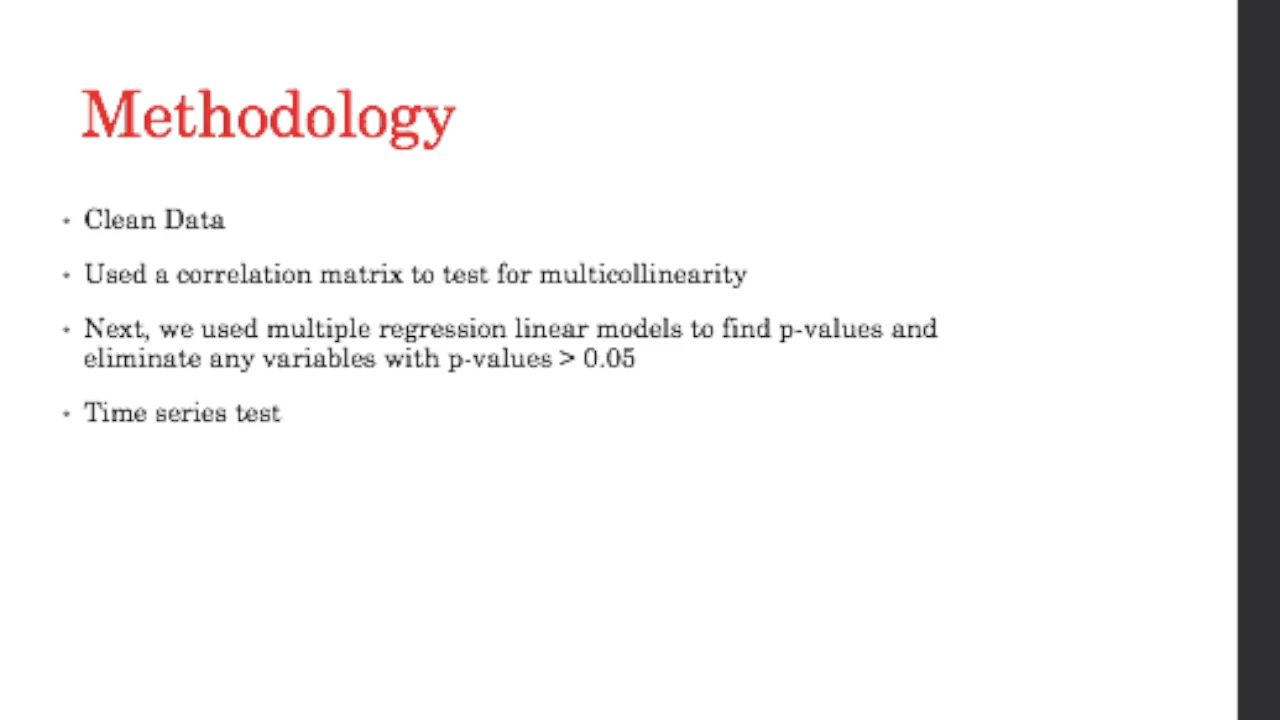 Methodology
• Clean Data
• Used a correlation matrix to test for multicollinearity
• Next, we used multiple regression linear models to find p-values and
eliminate any variables with p-values > 0.05
• Time series test